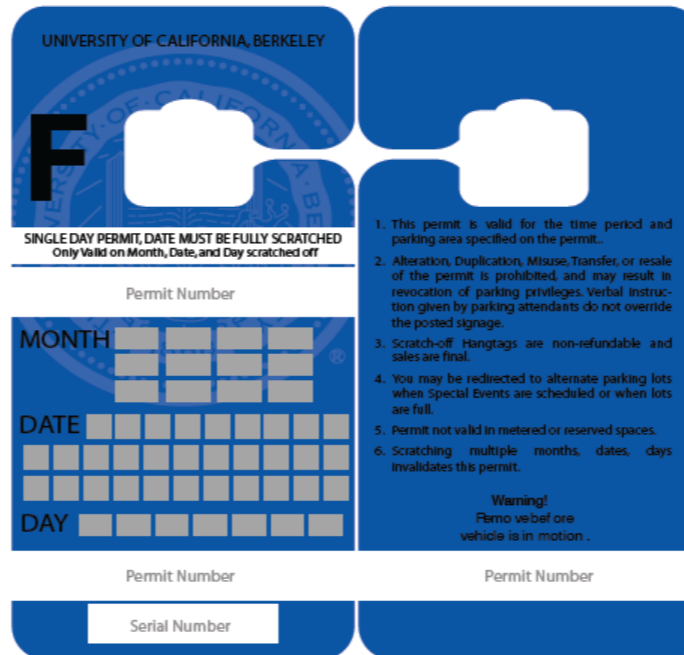 UNIVERSITY OF CALIFORNIA, BERKELEY
F
SINGLE DAY PERMIT, DATE MUST BE FULLY SCRATCHED
Only Valid on Month, Date, and Day scratched off
Permit Number
MONTH
DATE
DAY
Permit Number
Serial Number
1. This permit is valid for the time period and
parking area specified on the permit..
2. Alteration, Duplication, Misuse, Transfer, or resale
of the permit is prohibited, and may result in
revocation of parking privileges. Verbal Instruc-
tion given by parking attendants do not override
the posted signage.
3. Scratch-off Hangtags are non-refundable and
sales are final.
4. You may be redirected to alternate parking lots
when Special Events are scheduled or when lots
are full.
5. Permit not valid in metered or reserved spaces.
6. Scratching multiple months, dates, days
invalidates this permit.
Warning!
Remo vebef ore
vehicle is in motion .
Permit Number